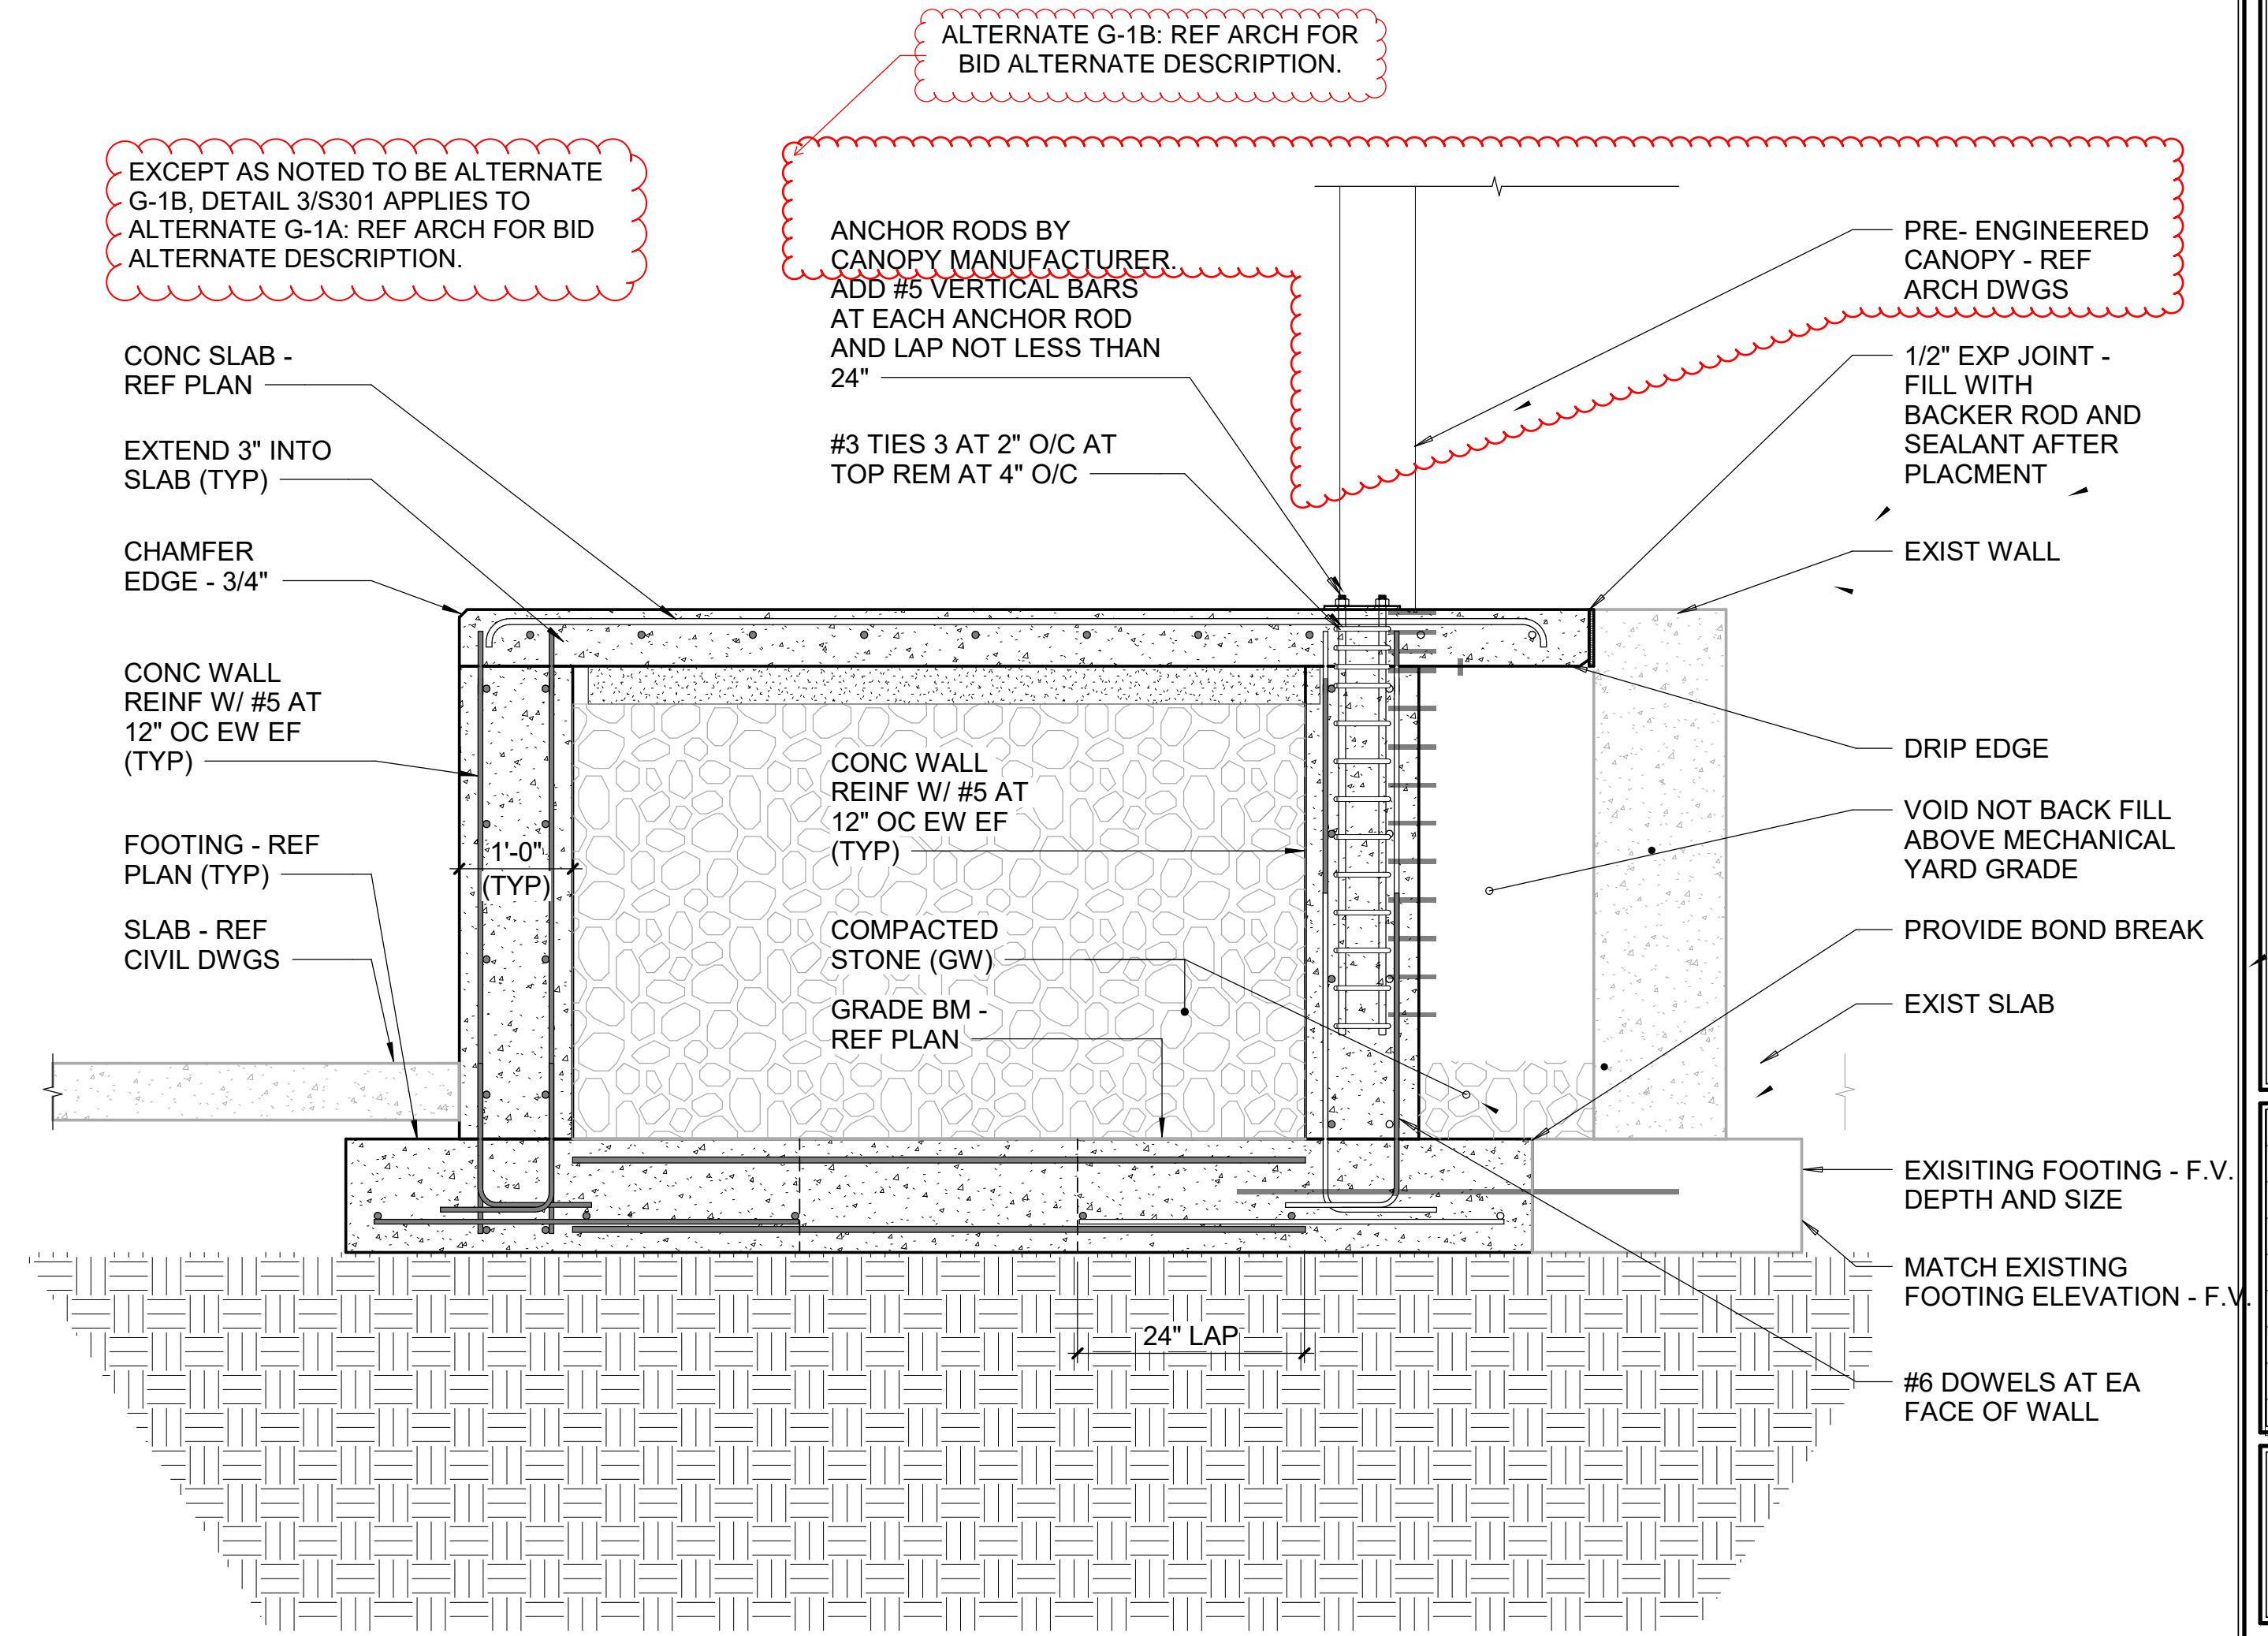 ALTERNATE G-1B: REF ARCH FOR
BID ALTERNATE DESCRIPTION.
EXCEPT AS NOTED TO BE ALTERNATE
G-1B, DETAIL 3/S301 APPLIES TO
ALTERNATE G-1A: REF ARCH FOR BID
ALTERNATE DESCRIPTION.
CONC SLAB -
REF PLAN
EXTEND 3" INTO
SLAB (TYP)
CHAMFER
EDGE - 3/4"
CONC WALL
REINF W/ #5 AT
12" OC EW EF
(TYP)
FOOTING - REF
PLAN (TYP)
SLAB - REF
CIVIL DWGS
1'-0"
(TYP)
ANCHOR RODS BY
CANOPY MANUFACTURER.
ADD #5 VERTICAL BARS
AT EACH ANCHOR ROD
AND LAP NOT LESS THAN
24"
#3 TIES 3 AT 2" O/C AT
TOP REM AT 4" O/C
CONC WALL
REINF W/ #5 AT
12" OC EW EF
(TYP)
COMPACTED
STONE (GW)
GRADE BM -
REF PLAN
24" LAP
PRE- ENGINEERED
CANOPY - REF
ARCH DWGS
1/2" EXP JOINT -
FILL WITH
BACKER ROD AND
SEALANT AFTER
PLACMENT
EXIST WALL
DRIP EDGE
VOID NOT BACK FILL
ABOVE MECHANICAL
YARD GRADE
PROVIDE BOND BREAK
EXIST SLAB
EXISITING FOOTING - F.V.
DEPTH AND SIZE
MATCH EXISTING
FOOTING ELEVATION - F.V.
#6 DOWELS AT EA
FACE OF WALL